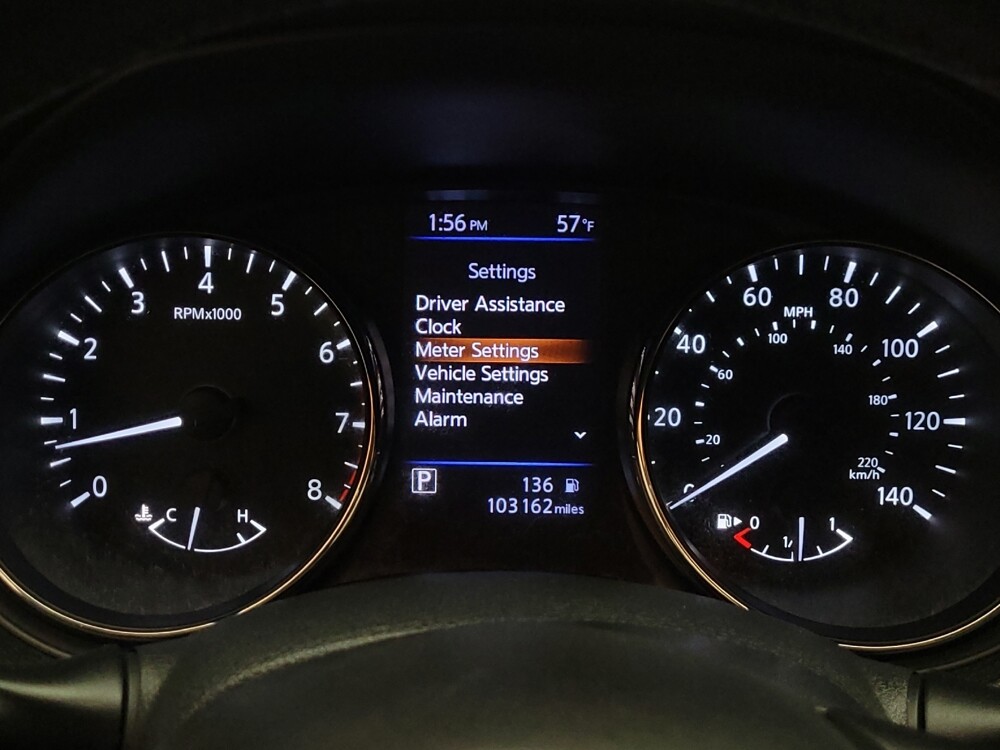 1:56 PM 57°F
Settings
Driver Assistance
Clock
Meter Settings
Vehicle Settings
Maintenance
Alarm
P 136
103162 miles
0
1
2
3
4
5
6
7
8
RPMx1000
C H
20
40
60
80
100
120
140
MPH
20
60
100
140
180
220
km/h
0 1